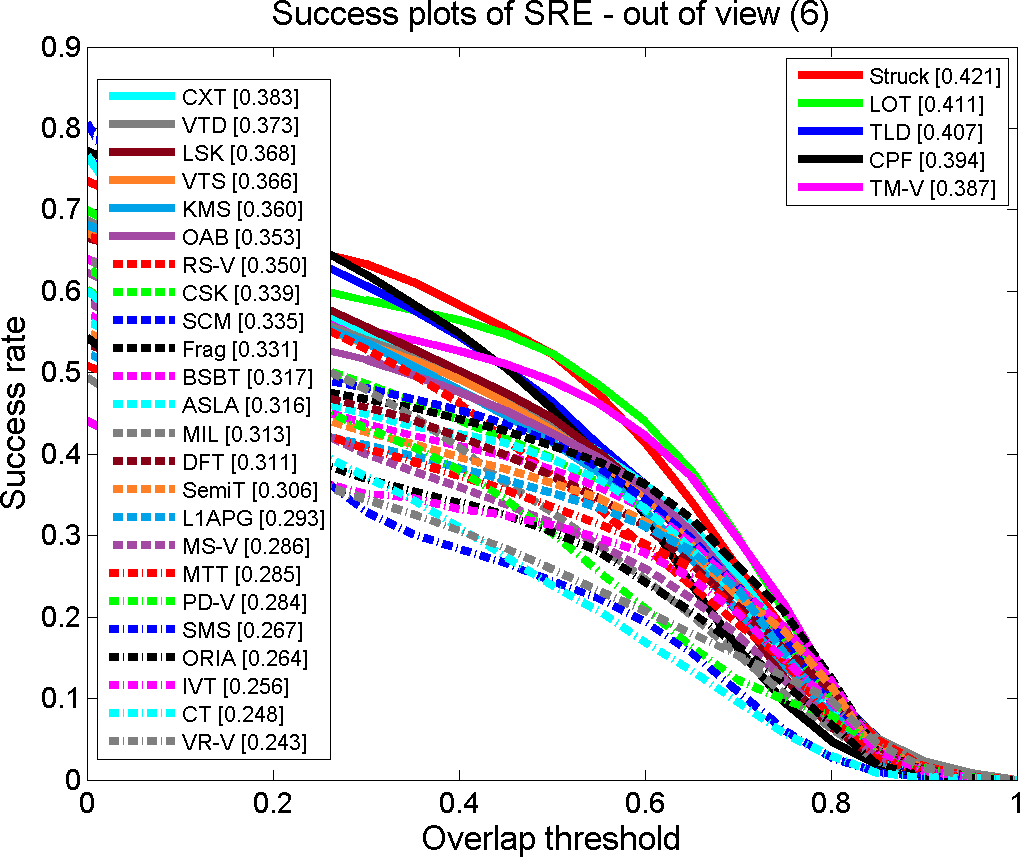 Success plots of SRE - out of view (6)
Success rate
0.9
0.8
0.7
0.6
0.5
0.4
0.3
0.2
0.1
0
CXT [0.383]
VTD [0.373]
LSK [0.368]
VTS [0.366]
KMS [0.360]
OAB [0.353]
RS-V [0.350]
CSK [0.339]
SCM [0.335]
Frag [0.331]
BSBT [0.317]
ASLA [0.316]
MIL [0.313]
DFT [0.311]
SemiT [0.306]
L1APG [0.293]
MS-V [0.286]
MTT [0.285]
PD-V [0.284]
SMS [0.267]
ORIA [0.264]
IVT [0.256]
CT [0.248]
VR-V [0.243]
Struck [0.421]
LOT [0.411]
TLD [0.407]
CPF [0.394]
TM-V [0.387]
0 0.2 0.4 0.6 0.8 1
Overlap threshold